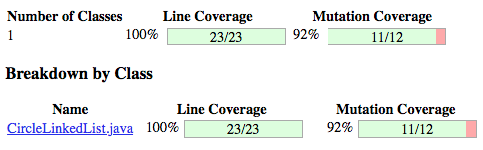 Number of Classes Line Coverage Mutation Coverage
1 100% 23/23 92% 11/12
Breakdown by Class
Name Line Coverage Mutation Coverage
CircleLinkedList.java 100% 23/23 92% 11/12